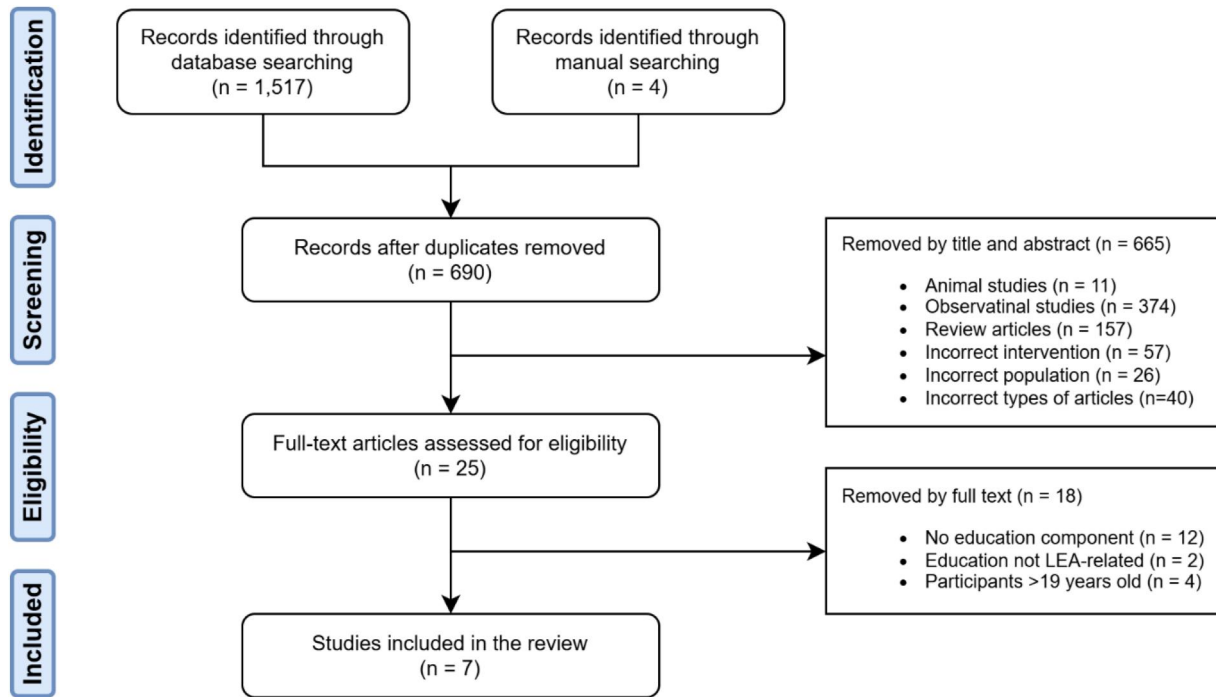 Identification
Records identified through
database searching
(n = 1,517)
Records identified through
manual searching
(n = 4)
Screening
Records after duplicates removed
(n = 690)
Removed by title and abstract (n = 665)
• Animal studies (n = 11)
• Observatinal studies (n = 374)
• Review articles (n = 157)
• Incorrect intervention (n = 57)
• Incorrect population (n = 26)
• Incorrect types of articles (n=40)
Eligibility
Full-text articles assessed for eligibility
(n = 25)
Removed by full text (n = 18)
• No education component (n = 12)
• Education not LEA-related (n = 2)
• Participants >19 years old (n = 4)
Included
Studies included in the review
(n = 7)